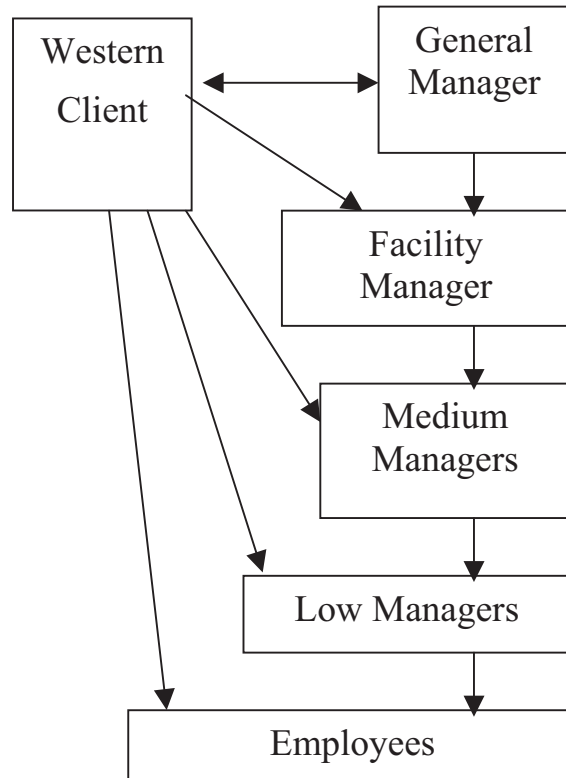 Western
Client
General
Manager
Facility
Manager
Medium
Managers
Low Managers
Employees